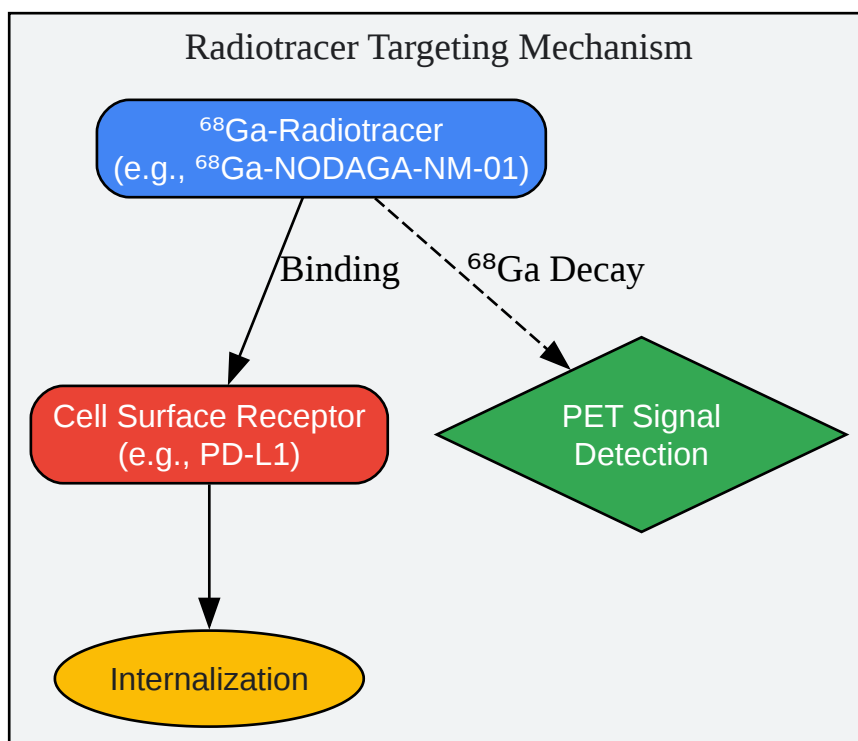 Radiotracer Targeting Mechanism
⁶⁸Ga-Radiotracer
(e.g., ⁶⁸Ga-NODAGA-NM-01)
Binding
⁶⁸Ga Decay
Cell Surface Receptor
(e.g., PD-L1)
PET Signal
Detection
Internalization